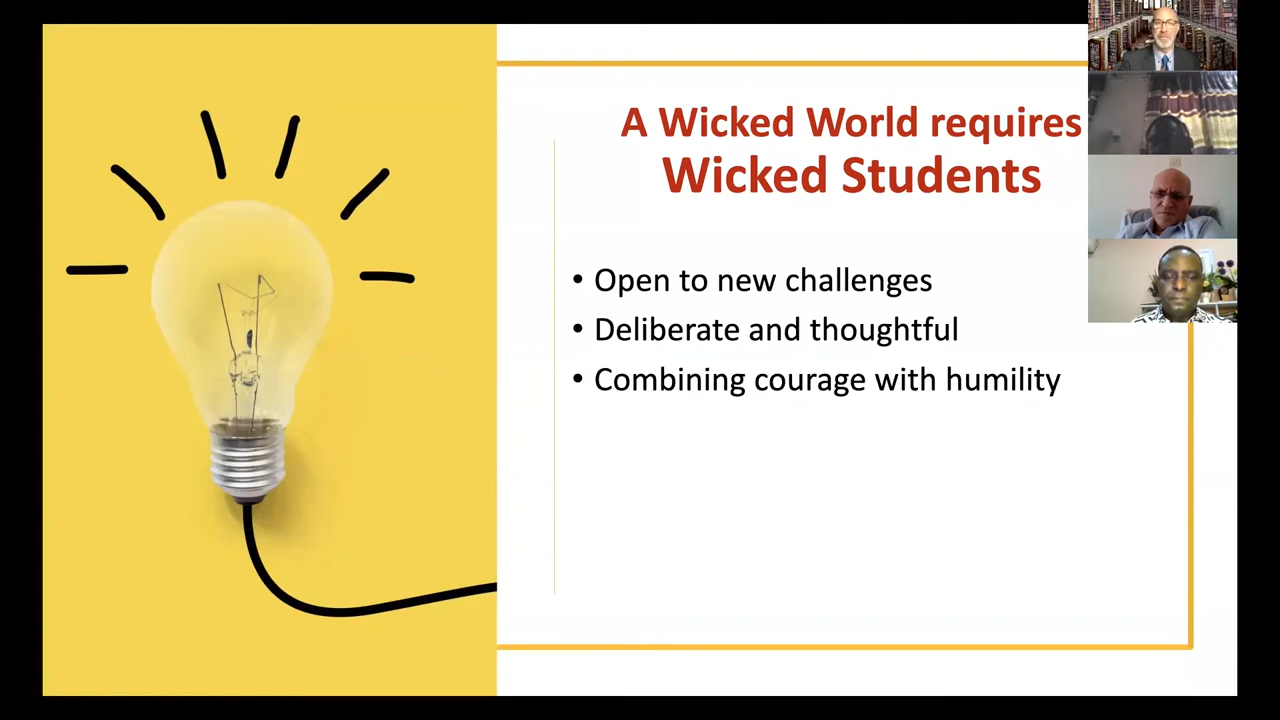 A Wicked World requires
Wicked Students
• Open to new challenges
• Deliberate and thoughtful
• Combining courage with humility